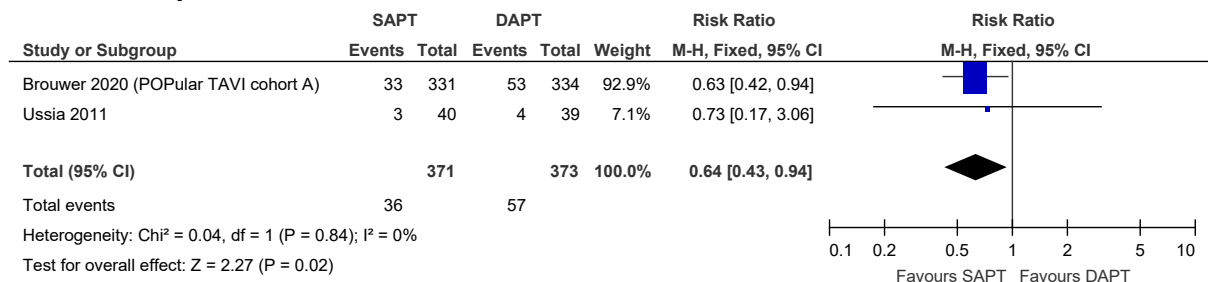 SAPT DAPT Risk Ratio Risk Ratio
Study or Subgroup Events Total Events Total Weight M-H, Fixed, 95% CI M-H, Fixed, 95% CI
Brouwer 2020 (POPular TAVI cohort A) 33 331 53 334 92.9% 0.63 [0.42, 0.94]
Ussia 2011 3 40 4 39 7.1% 0.73 [0.17, 3.06]
Total (95% CI) 371 373 100.0% 0.64 [0.43, 0.94]
Total events 36 57
Heterogeneity: Chi² = 0.04, df = 1 (P = 0.84); I² = 0%
Test for overall effect: Z = 2.27 (P = 0.02)
0.1 0.2 0.5 1 2 5 10
Favours SAPT Favours DAPT